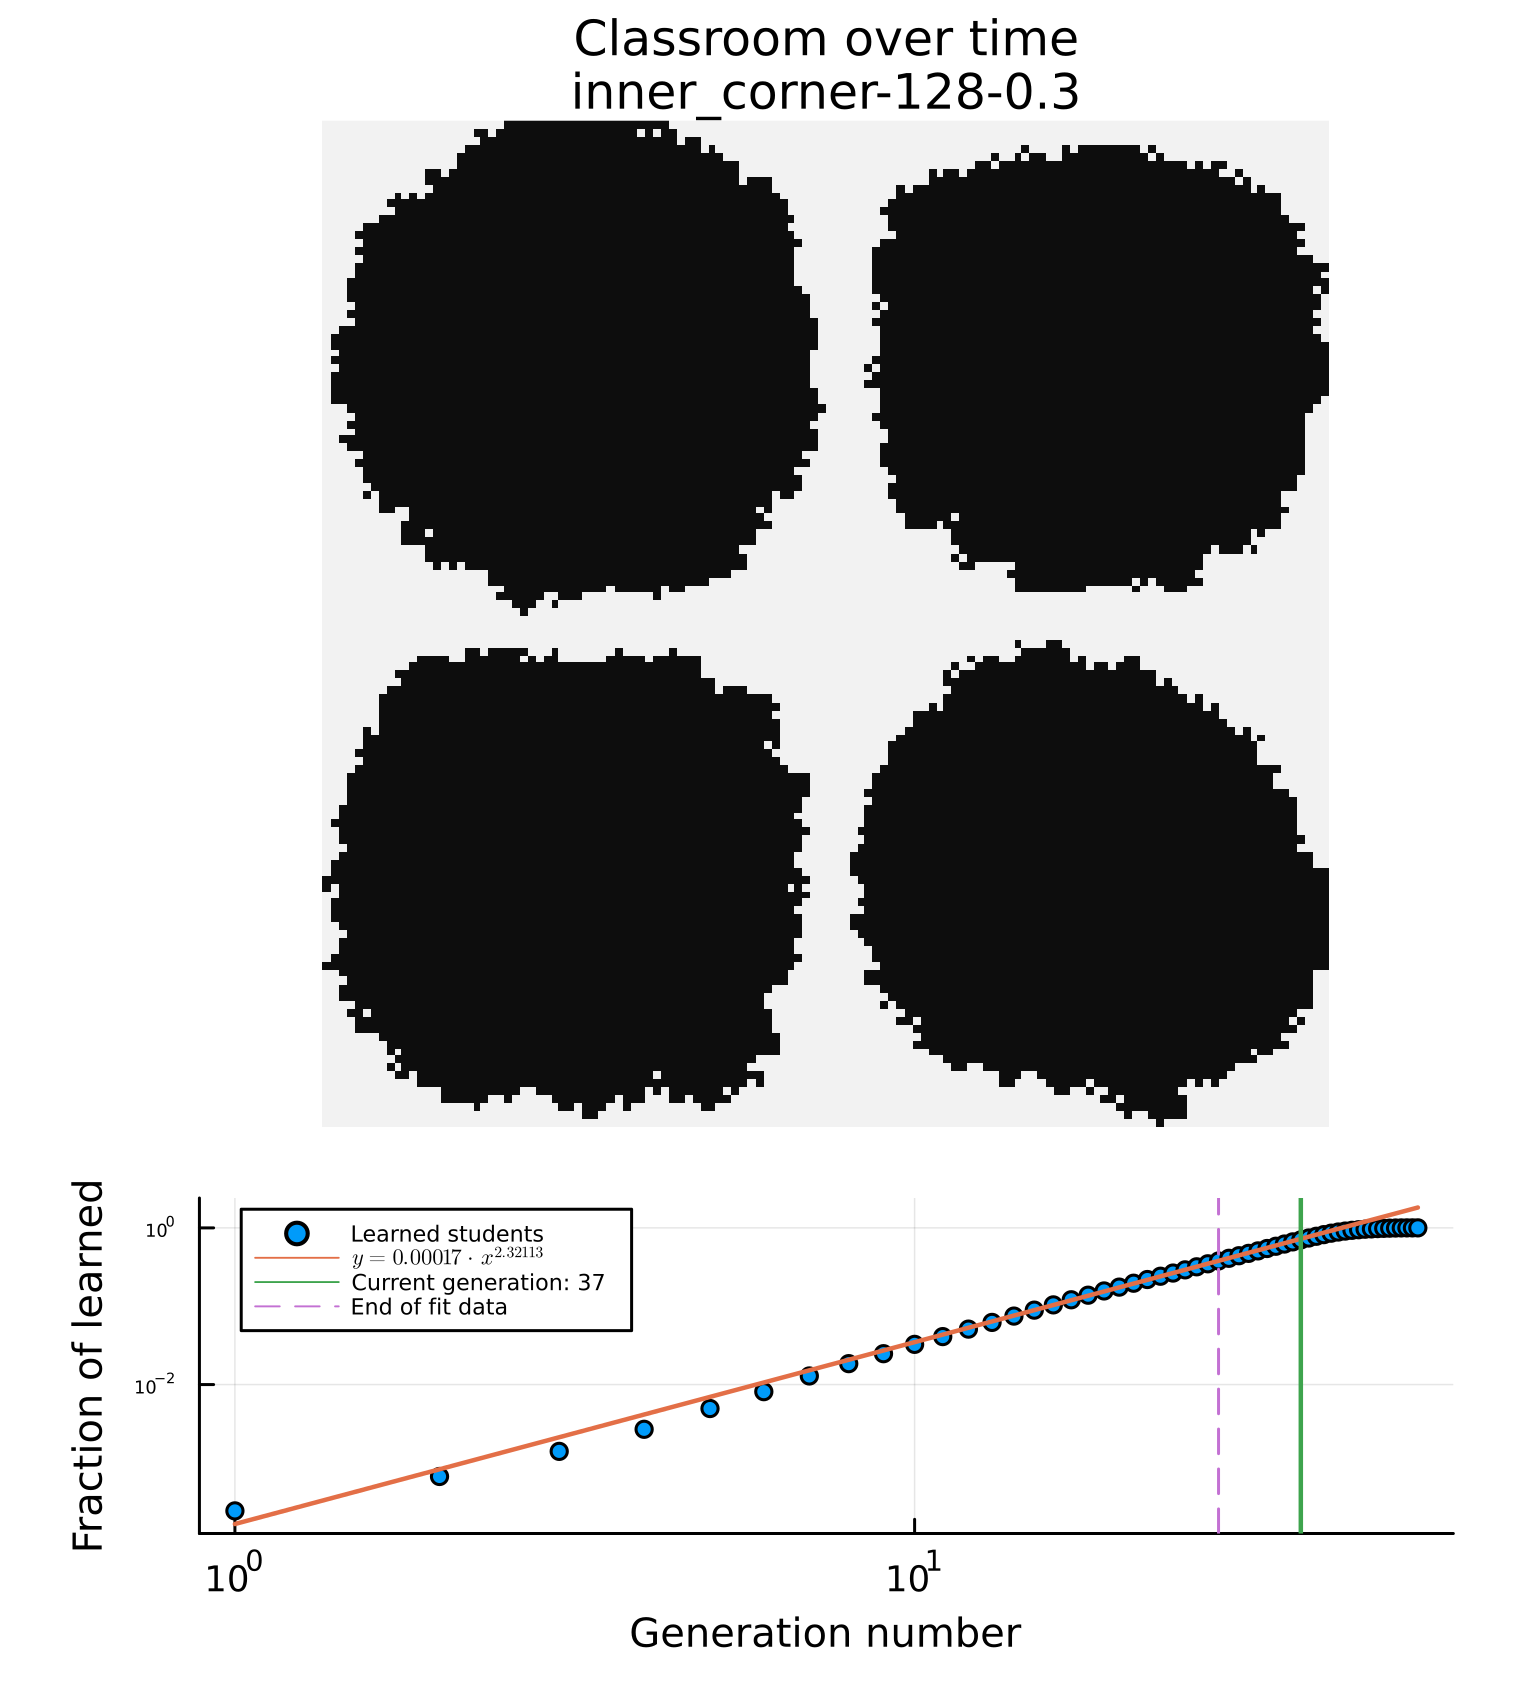 Classroom over time
inner_corner-128-0.3
Fraction of learned
10^0
10^-2
Learned students
y = 0.00017 · x^2.32113
Current generation: 37
End of fit data
10^0
10^1
Generation number